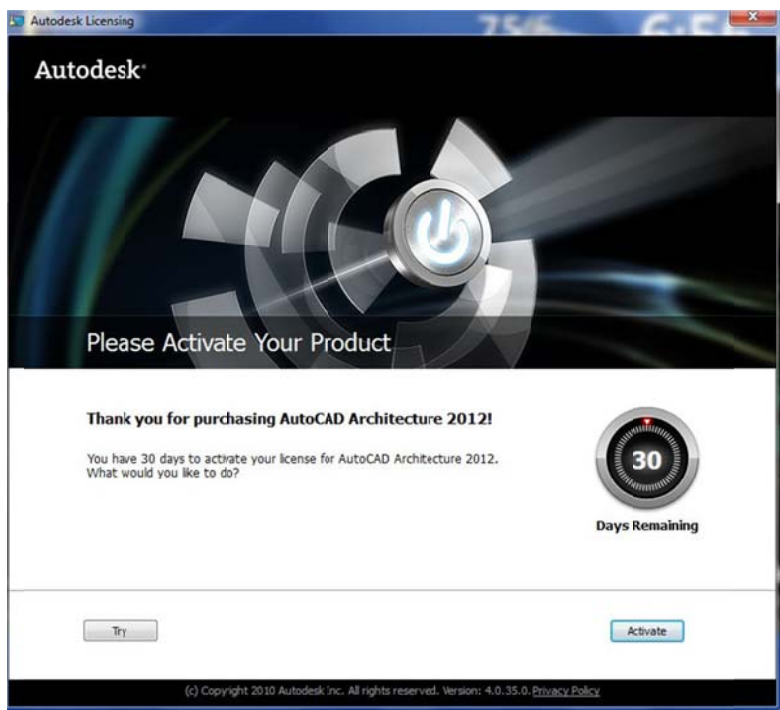 Autodesk Licensing
Autodesk®
Please Activate Your Product
Thank you for purchasing AutoCAD Architecture 2012!
You have 30 days to activate your license for AutoCAD Architecture 2012.
What would you like to do?
30
Days Remaining
Try
Activate
(c) Copyright 2010 Autodesk Inc. All rights reserved. Version: 4.0.35.0. Privacy Policy